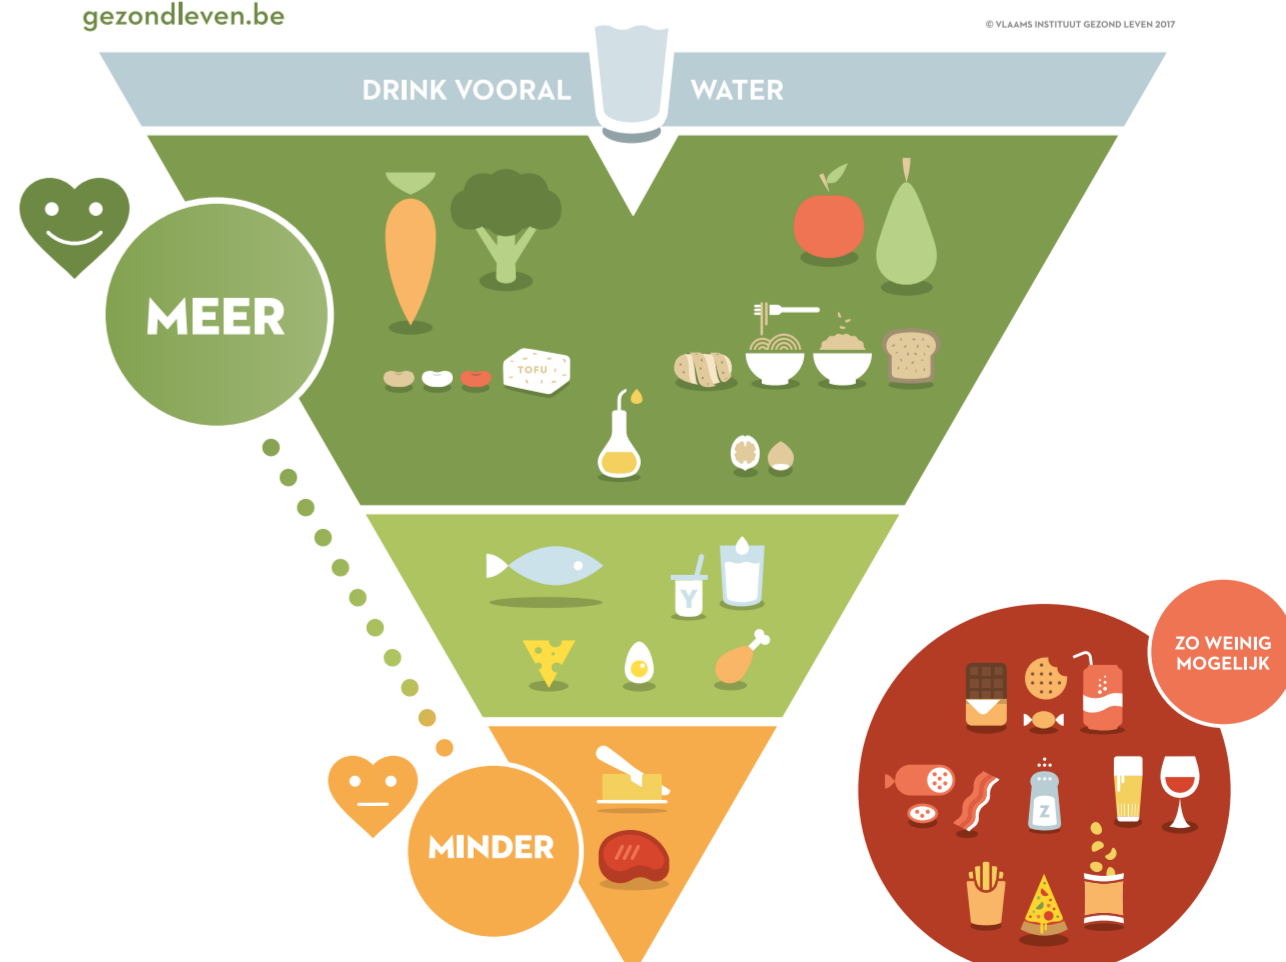 gezondleven.be
© VLAAMS INSTITUUT GEZOND LEVEN 2017
DRINK VOORAL WATER
MEER
TOFU
Y
ZO WEINIG
MOGELIJK
Z
MINDER